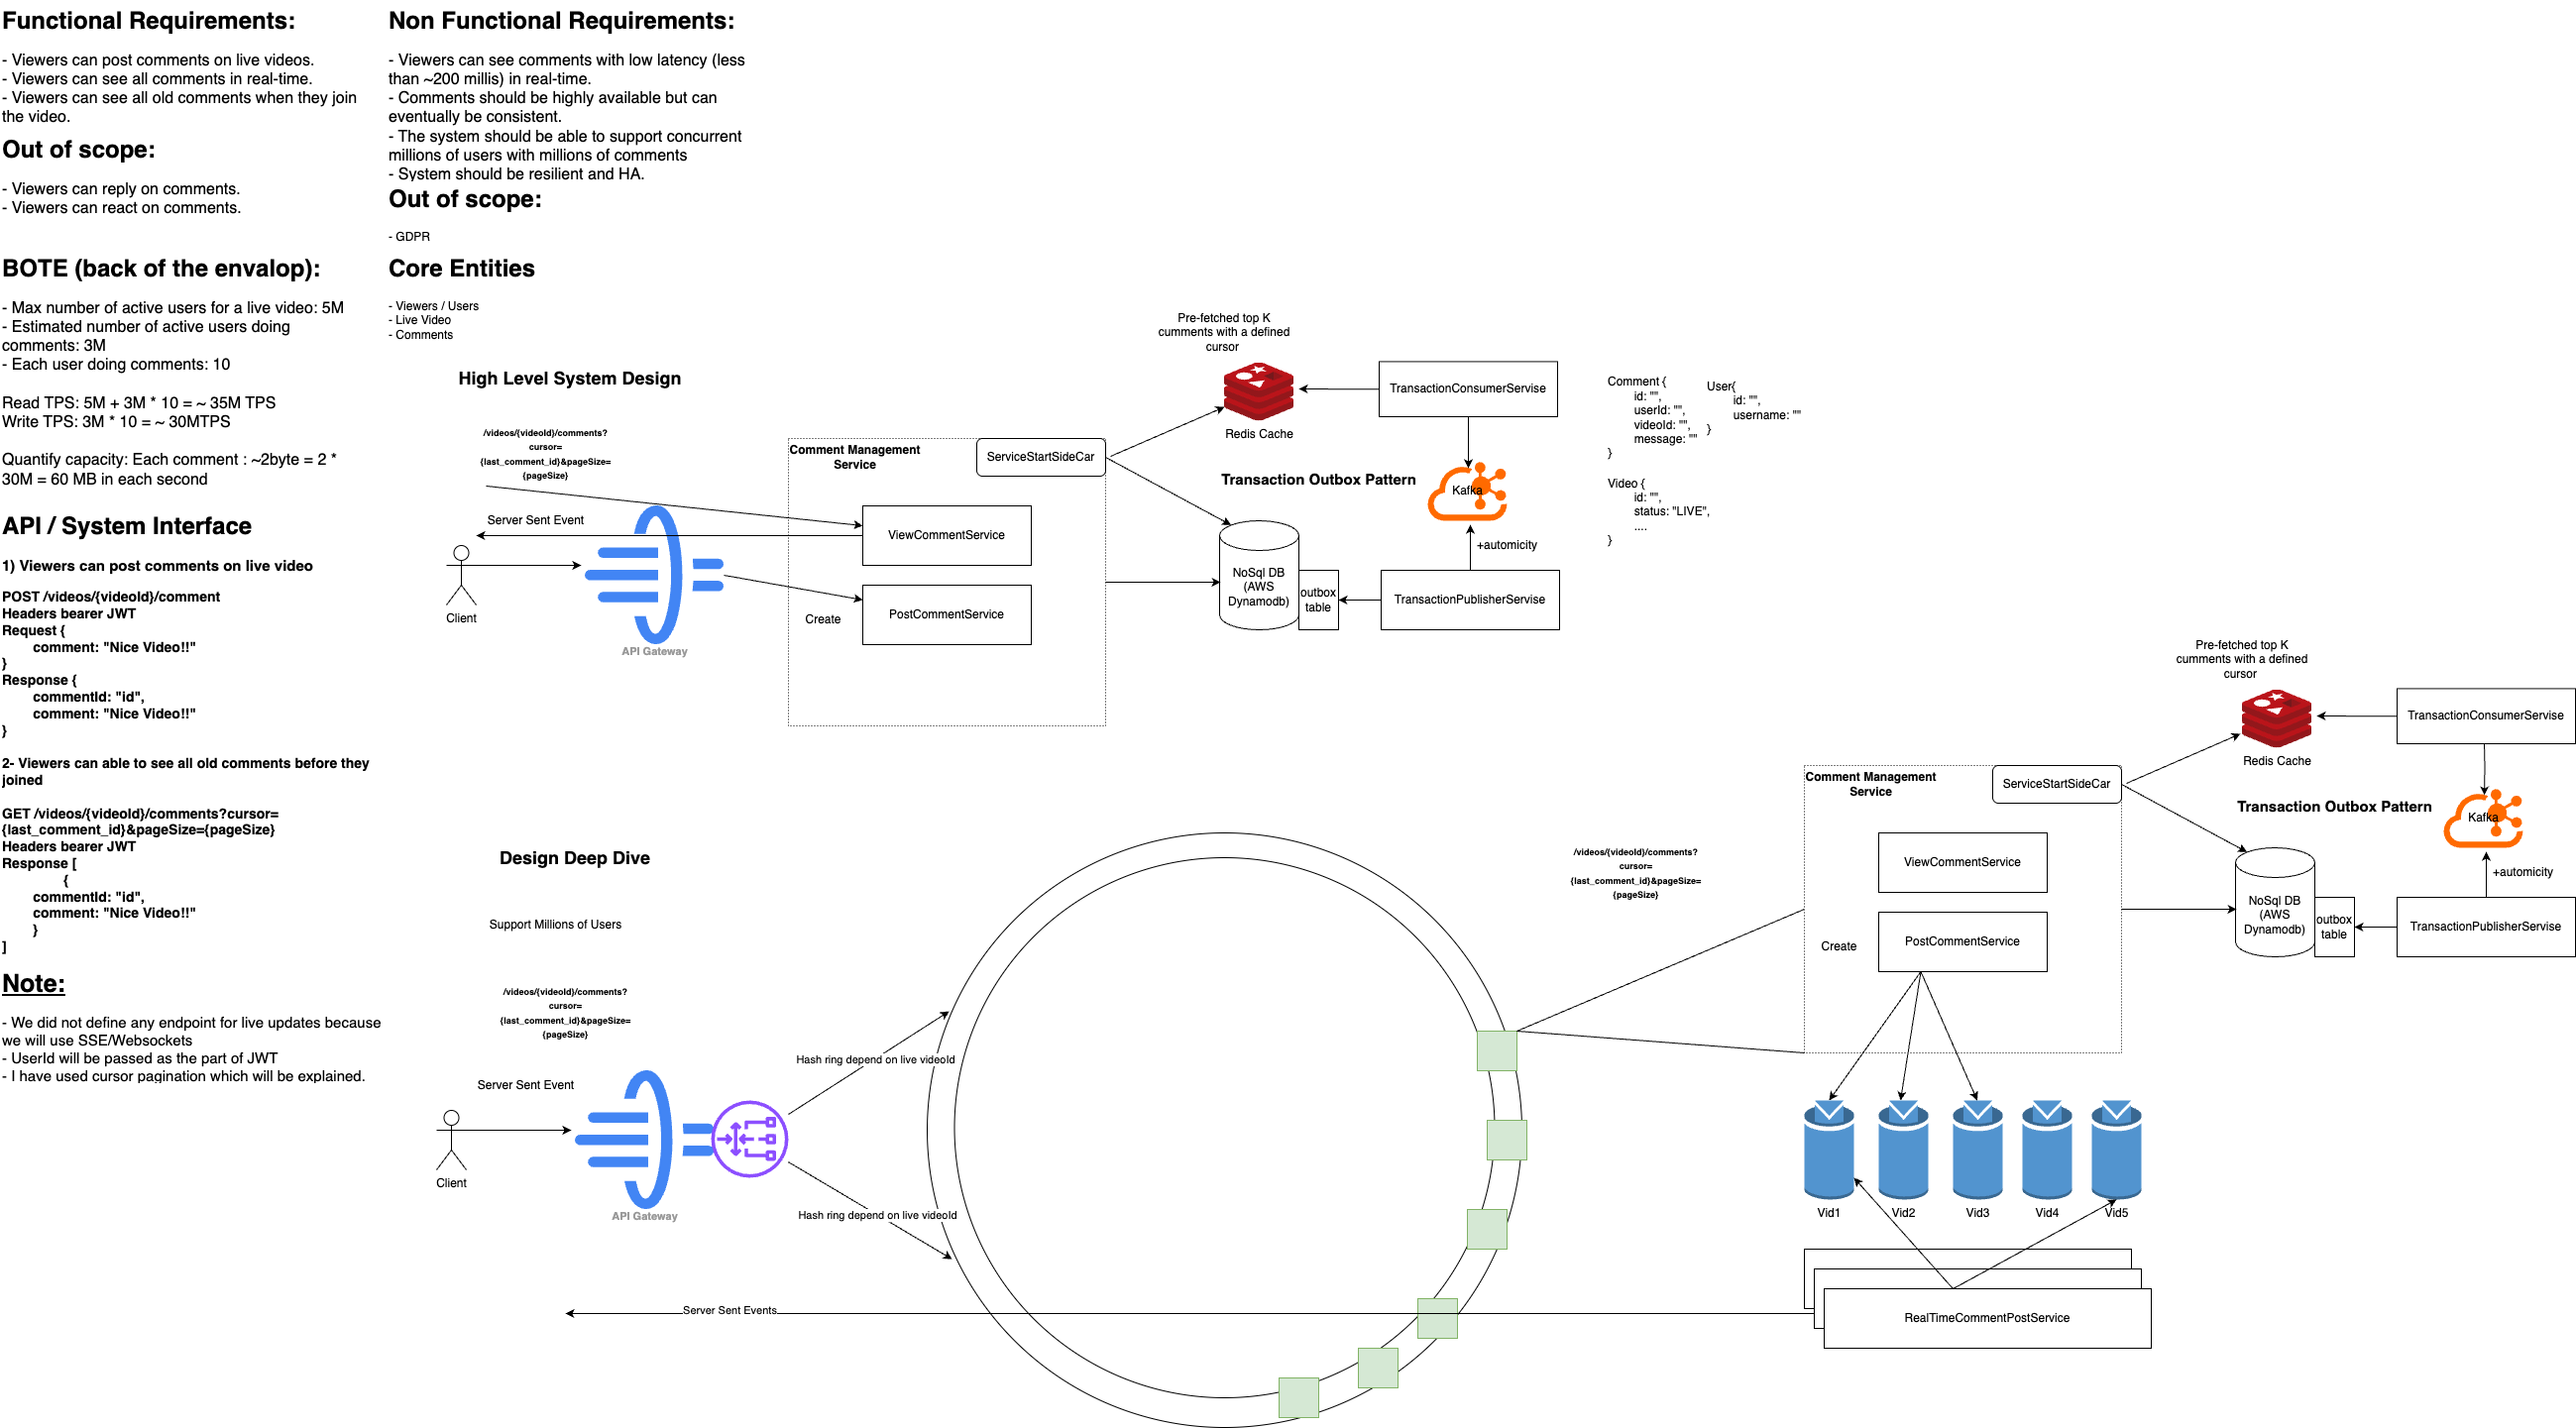 Functional Requirements:
- Viewers can post comments on live videos.
- Viewers can see all comments in real-time.
- Viewers can see all old comments when they join
the video.
Out of scope:
- Viewers can reply on comments.
- Viewers can react on comments.
BOTE (back of the envalop):
- Max number of active users for a live video: 5M
- Estimated number of active users doing
comments: 3M
- Each user doing comments: 10
Read TPS: 5M + 3M * 10 = ~ 35M TPS
Write TPS: 3M * 10 = ~ 30MTPS
Quantify capacity: Each comment : ~2byte = 2 *
30M = 60 MB in each second
API / System Interface
1) Viewers can post comments on live video
POST /videos/{videoId}/comment
Headers bearer JWT
Request {
comment: "Nice Video!!"
}
Response {
commentId: "id",
comment: "Nice Video!!"
}
2- Viewers can able to see all old comments before they
joined
GET /videos/{videoId}/comments?cursor=
{last_comment_id}&pageSize={pageSize}
Headers bearer JWT
Response [
{
commentId: "id",
comment: "Nice Video!!"
}
]
Note:
- We did not define any endpoint for live updates because
we will use SSE/Websockets
- UserId will be passed as the part of JWT
- I have used cursor pagination which will be explained.
Non Functional Requirements:
- Viewers can see comments with low latency (less
than ~200 millis) in real-time.
- Comments should be highly available but can
eventually be consistent.
- The system should be able to support concurrent
millions of users with millions of comments
- System should be resilient and HA.
Out of scope:
- GDPR
Core Entities
- Viewers / Users
- Live Video
- Comments
High Level System Design
/videos/{videoId}/comments?
cursor=
{last_comment_id}&pageSize=
{pageSize}
Server Sent Event
Client
API Gateway
Comment Management
Service
ServiceStartSideCar
ViewCommentService
Create
PostCommentService
Pre-fetched top K
cumments with a defined
cursor
Redis Cache
TransactionConsumerServise
Transaction Outbox Pattern
Kafka
+automicity
NoSql DB
(AWS
Dynamodb)
outbox
table
TransactionPublisherServise
Comment {
id: "",
userId: "",
videoId: "",
message: ""
}
User{
id: "",
username: ""
}
Video {
id: "",
status: "LIVE",
....
}
Design Deep Dive
Support Millions of Users
/videos/{videoId}/comments?
cursor=
{last_comment_id}&pageSize=
{pageSize}
Server Sent Event
Client
API Gateway
Hash ring depend on live videoId
Hash ring depend on live videoId
Server Sent Events
/videos/{videoId}/comments?
cursor=
{last_comment_id}&pageSize=
{pageSize}
Comment Management
Service
ServiceStartSideCar
ViewCommentService
Create
PostCommentService
Pre-fetched top K
cumments with a defined
cursor
Redis Cache
TransactionConsumerServise
Transaction Outbox Pattern
Kafka
+automicity
NoSql DB
(AWS
Dynamodb)
outbox
table
TransactionPublisherServise
Vid1
Vid2
Vid3
Vid4
Vid5
RealTimeCommentPostService